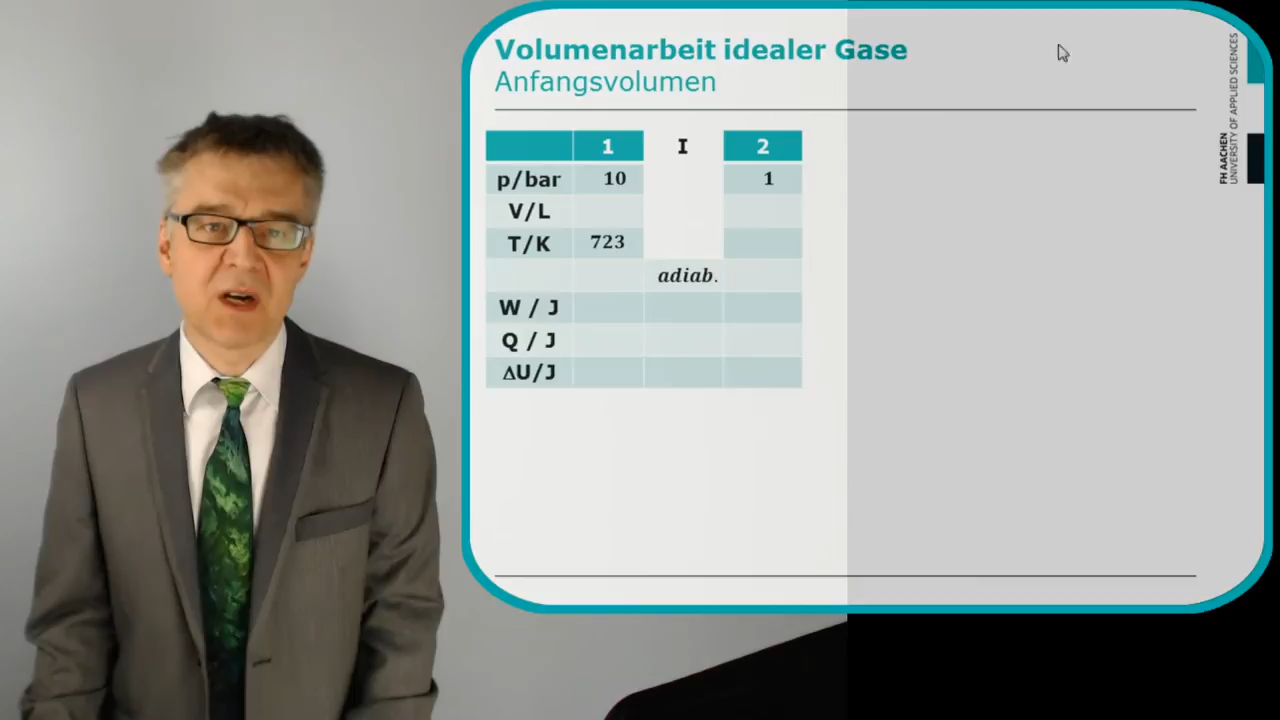 Volumenarbeit idealer Gase
Anfangsvolumen
1 I 2
p/bar 10 1
V/L
T/K 723
adiab.
W / J
Q / J
ΔU/J
FH AACHEN
UNIVERSITY OF APPLIED SCIENCES